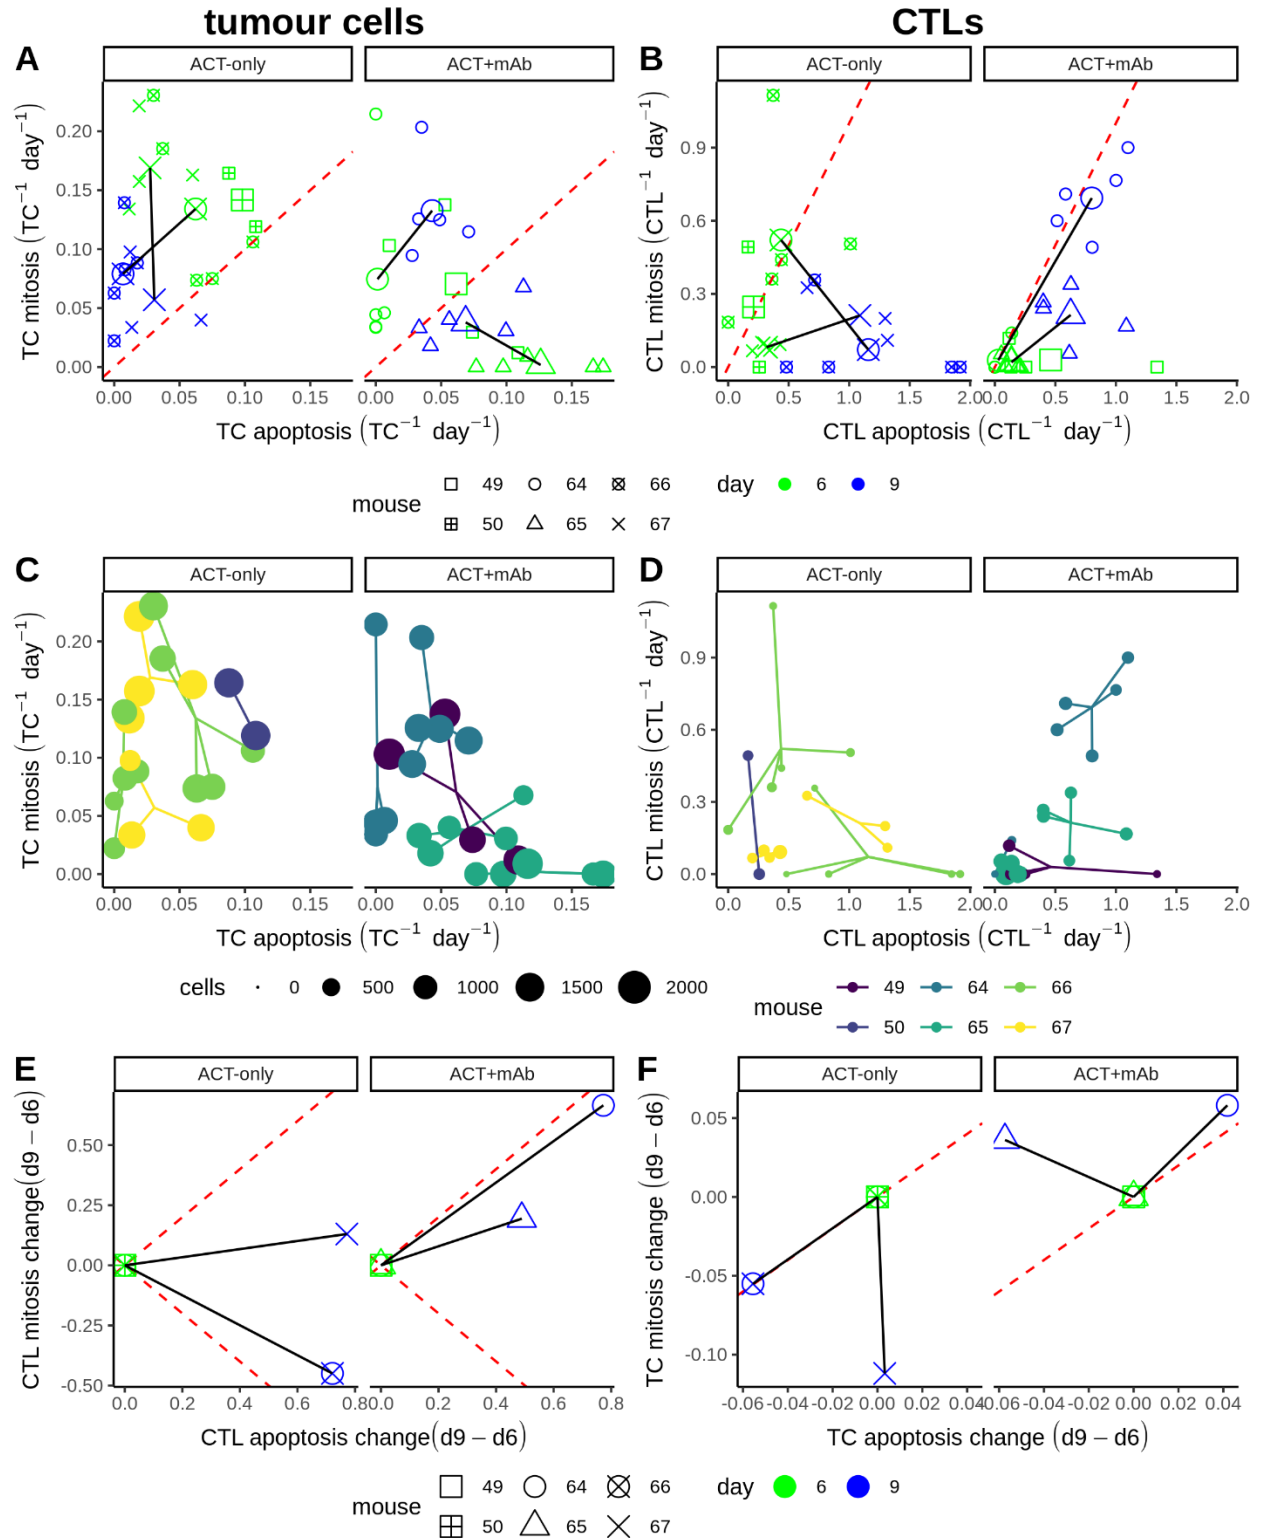 tumour cells CTLs
A ACT-only ACT+mAb B ACT-only ACT+mAb
TC mitosis (TC⁻¹ day⁻¹)
0.20
0.15
0.10
0.05
0.00
0.00 0.05 0.10 0.15 0.00 0.05 0.10 0.15
TC apoptosis (TC⁻¹ day⁻¹)
CTL mitosis (CTL⁻¹ day⁻¹)
0.9
0.6
0.3
0.0
0.0 0.5 1.0 1.5 2.0 0.0 0.5 1.0 1.5 2.0
CTL apoptosis (CTL⁻¹ day⁻¹)
mouse 49 64 66
50 65 67
day 6 9
C ACT-only ACT+mAb D ACT-only ACT+mAb
TC mitosis (TC⁻¹ day⁻¹)
0.20
0.15
0.10
0.05
0.00
0.00 0.05 0.10 0.15 0.00 0.05 0.10 0.15
TC apoptosis (TC⁻¹ day⁻¹)
CTL mitosis (CTL⁻¹ day⁻¹)
0.9
0.6
0.3
0.0
0.0 0.5 1.0 1.5 2.0 0.0 0.5 1.0 1.5 2.0
CTL apoptosis (CTL⁻¹ day⁻¹)
cells 0 500 1000 1500 2000
mouse 49 64 66
50 65 67
E ACT-only ACT+mAb F ACT-only ACT+mAb
CTL mitosis change(d9 − d6)
0.50
0.25
0.00
-0.25
-0.50
0.0 0.2 0.4 0.6 0.8 0.0 0.2 0.4 0.6 0.8
CTL apoptosis change(d9 − d6)
TC mitosis change (d9 − d6)
0.05
0.00
-0.05
-0.10
-0.06 -0.04 -0.02 0.00 0.02 0.04 -0.06 -0.04 -0.02 0.00 0.02 0.04
TC apoptosis change (d9 − d6)
mouse 49 64 66
50 65 67
day 6 9